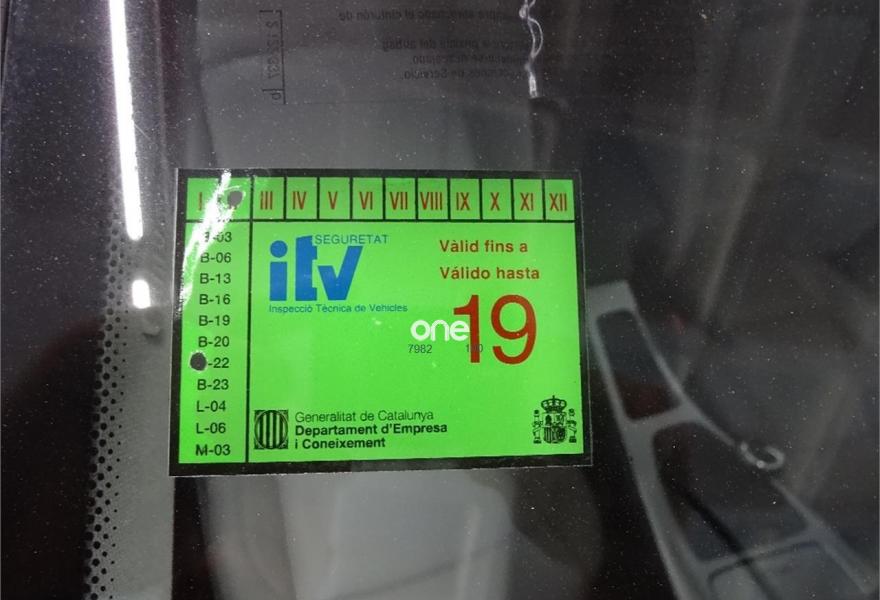 I III IV V VI VII VIII IX X XI XII
B-03
B-06
B-13
B-16
B-19
B-20
-22
B-23
L-04
L-06
M-03
SEGURETAT
itv
Inspecció Tècnica de Vehicles
Vàlid fins a
Válido hasta
19
one
7982
Generalitat de Catalunya
Departament d'Empresa
i Coneixement